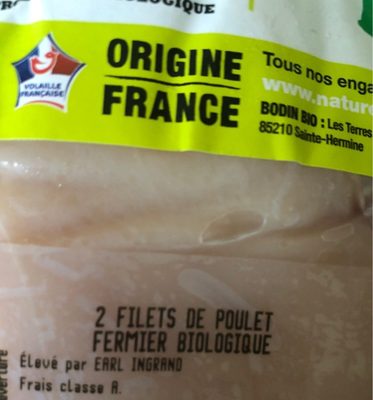 BIOLOGIQUE
ORIGINE
FRANCE
VOLAILLE
FRANÇAISE
Tous nos enga
www.nature
BODIN BIO : Les Terres
85210 Sainte-Hermine
2 FILETS DE POULET
FERMIER BIOLOGIQUE
Élevé par EARL INGRAND
Frais classe A.